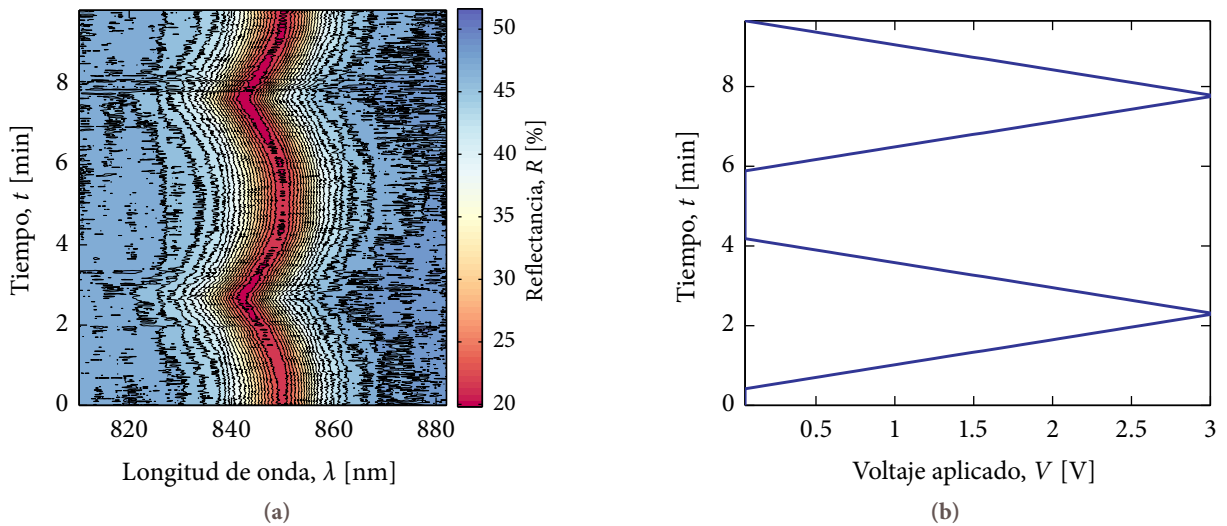 50
45
40
35
30
25
20
Reflectancia, R [%]
8
6
4
2
0
Tiempo, t [min]
820 840 860 880
Longitud de onda, λ [nm]
(a)
8
6
4
2
0
Tiempo, t [min]
0.5 1 1.5 2 2.5 3
Voltaje aplicado, V [V]
(b)